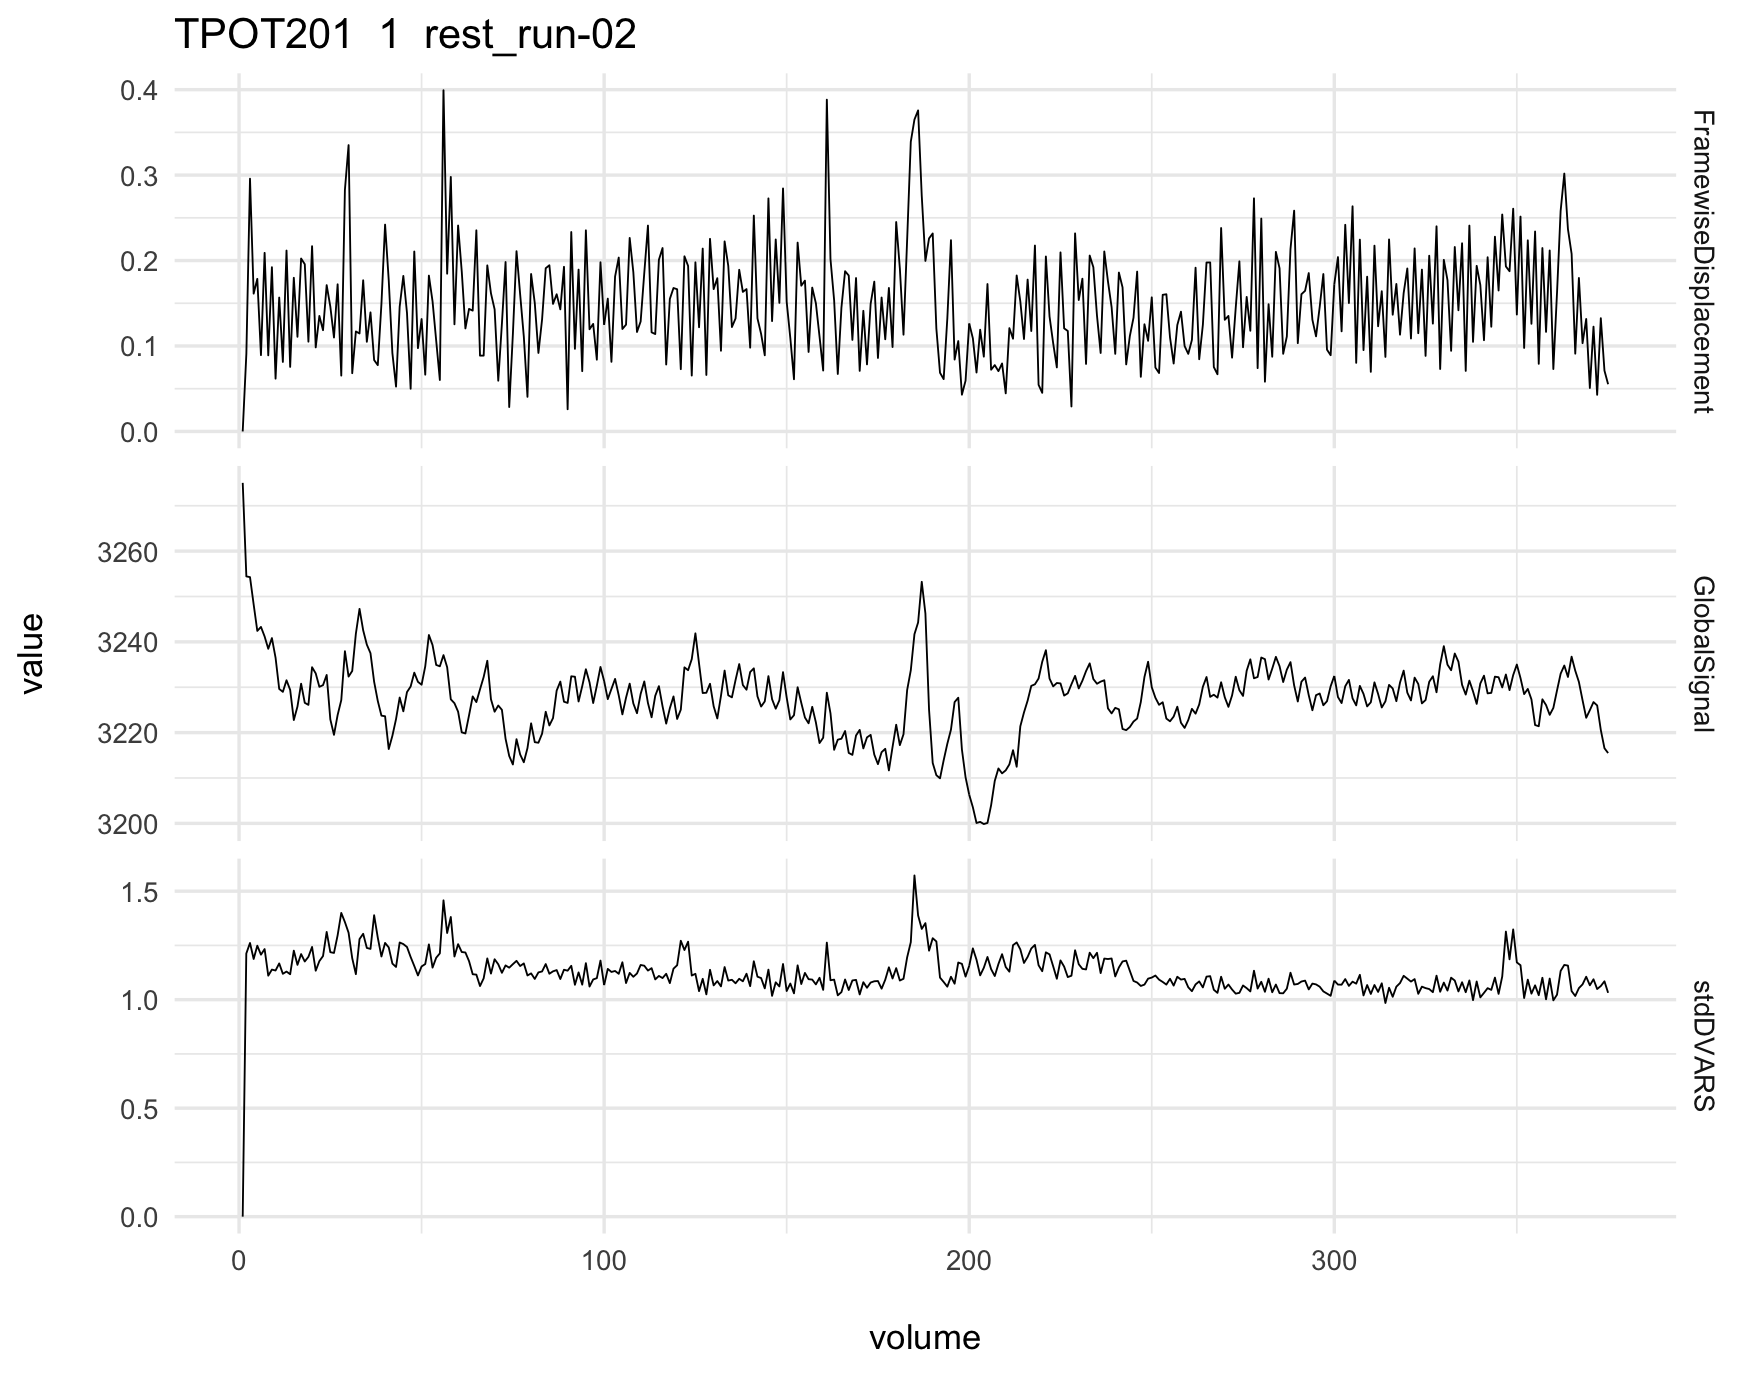 TPOT201 1 rest_run-02
0.4
0.3
0.2
0.1
0.0
FramewiseDisplacement
3260
3240
3220
3200
GlobalSignal
value
1.5
1.0
0.5
0.0
stdDVARS
0 100 200 300
volume